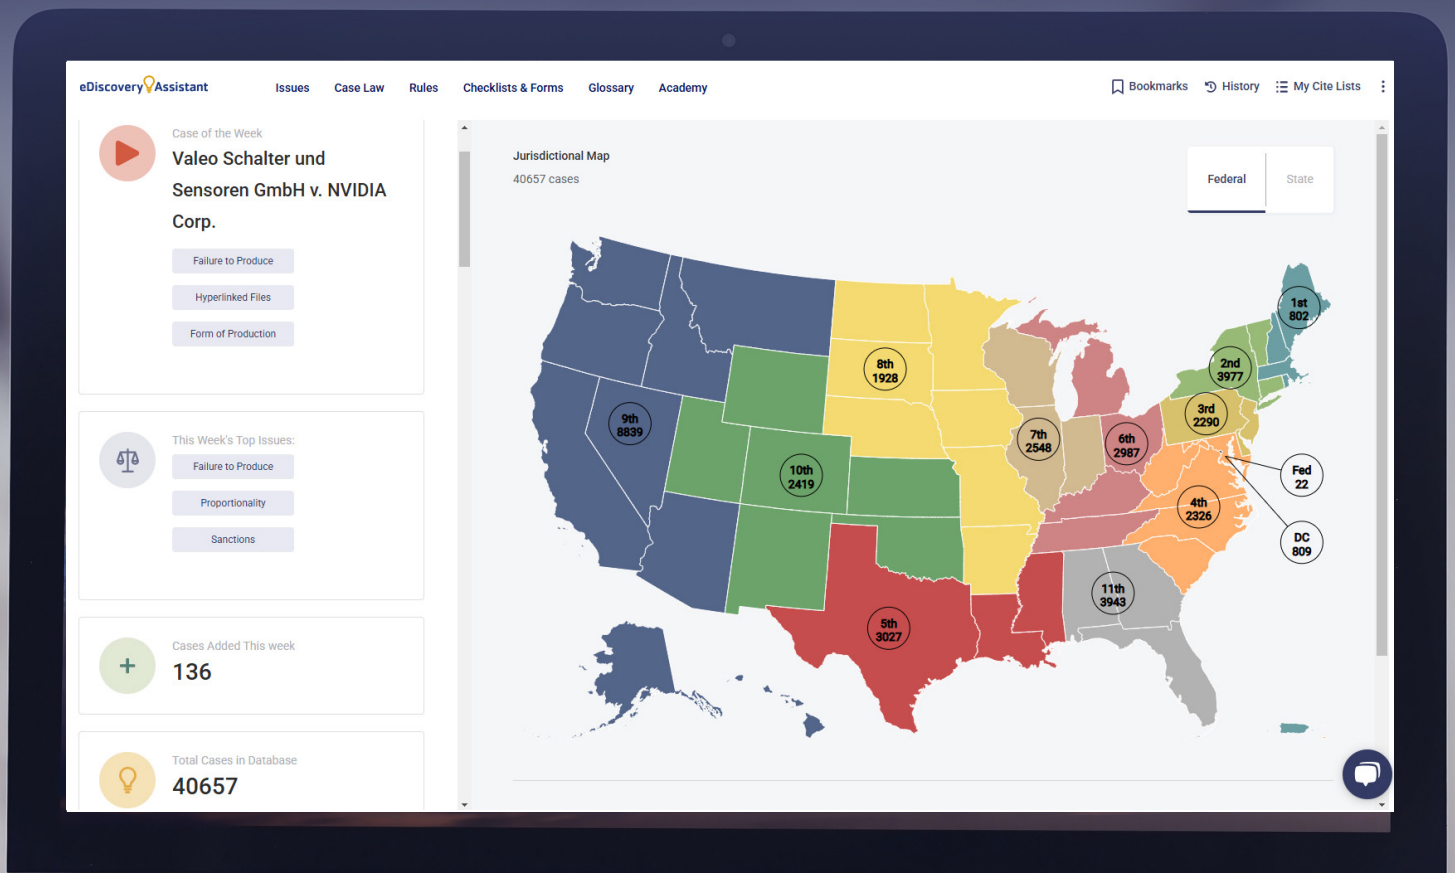 eDiscovery Assistant
Issues
Case Law
Rules
Checklists & Forms
Glossary
Academy
Bookmarks
History
My Cite Lists
Case of the Week
Valeo Schalter und
Sensoren GmbH v. NVIDIA
Corp.
Failure to Produce
Hyperlinked Files
Form of Production
This Week's Top Issues:
Failure to Produce
Proportionality
Sanctions
Cases Added This week
136
Total Cases in Database
40657
Jurisdictional Map
40657 cases
Federal
State
1st
802
2nd
3977
8th
1928
3rd
2290
9th
8839
7th
2548
6th
2987
10th
2419
Fed
22
4th
2326
DC
809
11th
3943
5th
3027